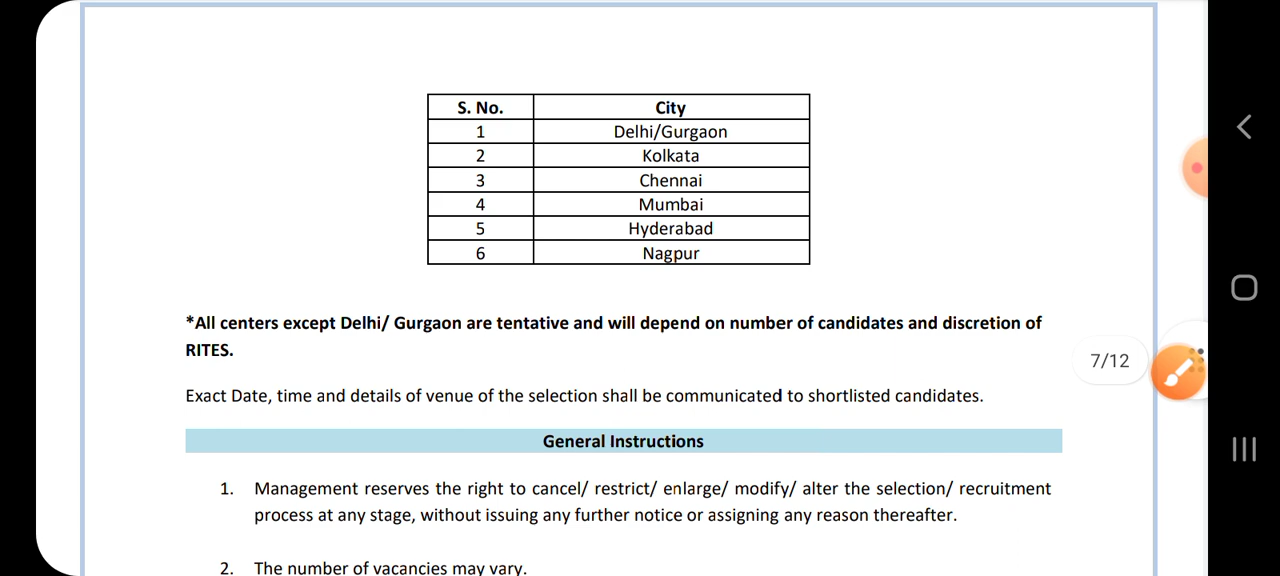 S. No. City
1 Delhi/Gurgaon
2 Kolkata
3 Chennai
4 Mumbai
5 Hyderabad
6 Nagpur
*All centers except Delhi/ Gurgaon are tentative and will depend on number of candidates and discretion of
RITES.
7/12
Exact Date, time and details of venue of the selection shall be communicated to shortlisted candidates.
General Instructions
1. Management reserves the right to cancel/ restrict/ enlarge/ modify/ alter the selection/ recruitment
process at any stage, without issuing any further notice or assigning any reason thereafter.
2. The number of vacancies may vary.